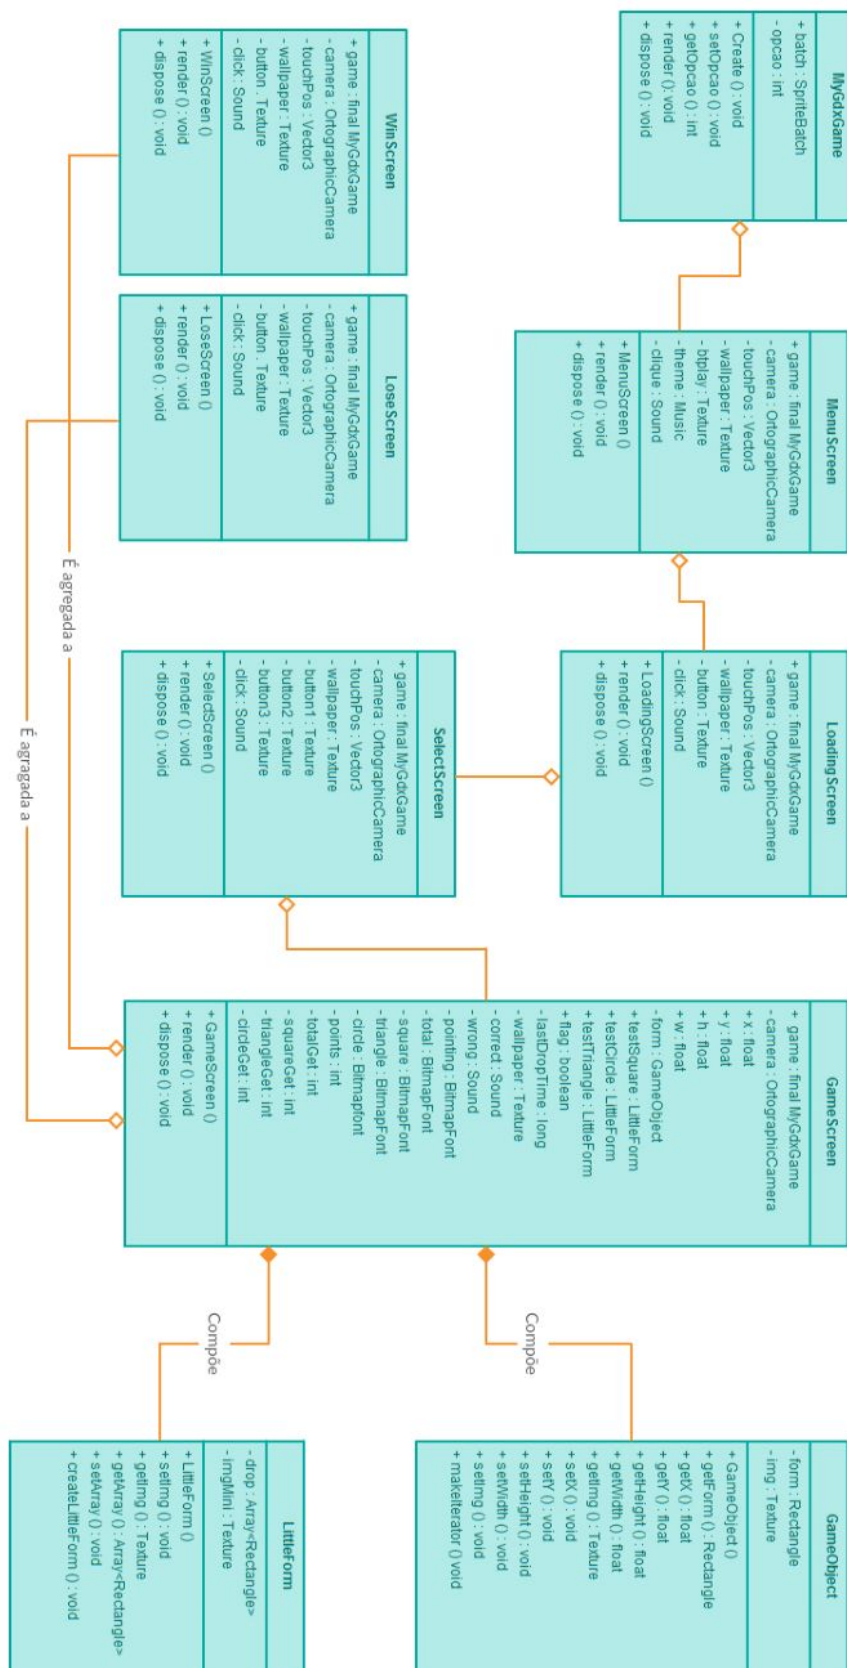 MyGdxGame
+ batch : SpriteBatch
- opcao : int
+ Create () : void
+ setOpcao () : void
+ getOpcao () : int
+ render () : void
+ dispose () : void
MenuScreen
+ game : final MyGdxGame
- camera : OrtographicCamera
- touchPos : Vector3
- wallpaper : Texture
- btplay : Texture
- theme : Music
- clique : Sound
+ MenuScreen ()
+ render () : void
+ dispose () : void
LoadingScreen
+ game : final MyGdxGame
- camera : OrtographicCamera
- touchPos : Vector3
- wallpaper : Texture
- button : Texture
- click : Sound
+ LoadingScreen ()
+ render () : void
+ dispose () : void
GameScreen
+ game : final MyGdxGame
- camera : OrtographicCamera
+ x : float
+ y : float
+ h : float
+ w : float
- form : GameObject
+ testSquare : LittleForm
+ testCircle : LittleForm
+ testTriangle : LittleForm
+ flag : boolean
- lastDropTime : long
- wallpaper : Texture
- correct : Sound
- wrong : Sound
- pointing : BitmapFont
- total : BitmapFont
- square : BitmapFont
- triangle : BitmapFont
- circle : Bitmapfont
- points : int
- totalGet : int
- squareGet : int
- triangleGet : int
- circleGet : int
+ GameScreen ()
+ render () : void
+ dispose () : void
GameObject
- form : Rectangle
- img : Texture
+ GameObject ()
+ getForm () : Rectangle
+ getX () : float
+ getY () : float
+ getHeight () : float
+ getWidth () : float
+ getImg () : Texture
+ setX () : void
+ setY () : void
+ setHeight () : void
+ setWidth () : void
+ setImg () : void
+ makeIterator () void
WinScreen
+ game : final MyGdxGame
- camera : OrtographicCamera
- touchPos : Vector3
- wallpaper : Texture
- button . Texture
- click : Sound
+ WinScreen ()
+ render () : void
+ dispose () : void
LoseScreen
+ game : final MyGdxGame
- camera : OrtographicCamera
- touchPos : Vector3
- wallpaper : Texture
- button . Texture
- click : Sound
+ LoseScreen ()
+ render () : void
+ dispose () : void
SelectScreen
+ game : final MyGdxGame
- camera : OrtographicCamera
- touchPos : Vector3
- wallpaper : Texture
- button1 : Texture
- button2 : Texture
- button3 : Texture
- click : Sound
+ SelectScreen ()
+ render () : void
+ dispose () : void
LittleForm
- drop : Array<Rectangle>
- imgMini : Texture
+ LittleForm ()
+ setImg () : void
+ getImg () : Texture
+ getArray () : Array<Rectangle>
+ setArray () : void
+ createLittleForm () : void
Compõe
Compõe
É agregada a
É agragada a